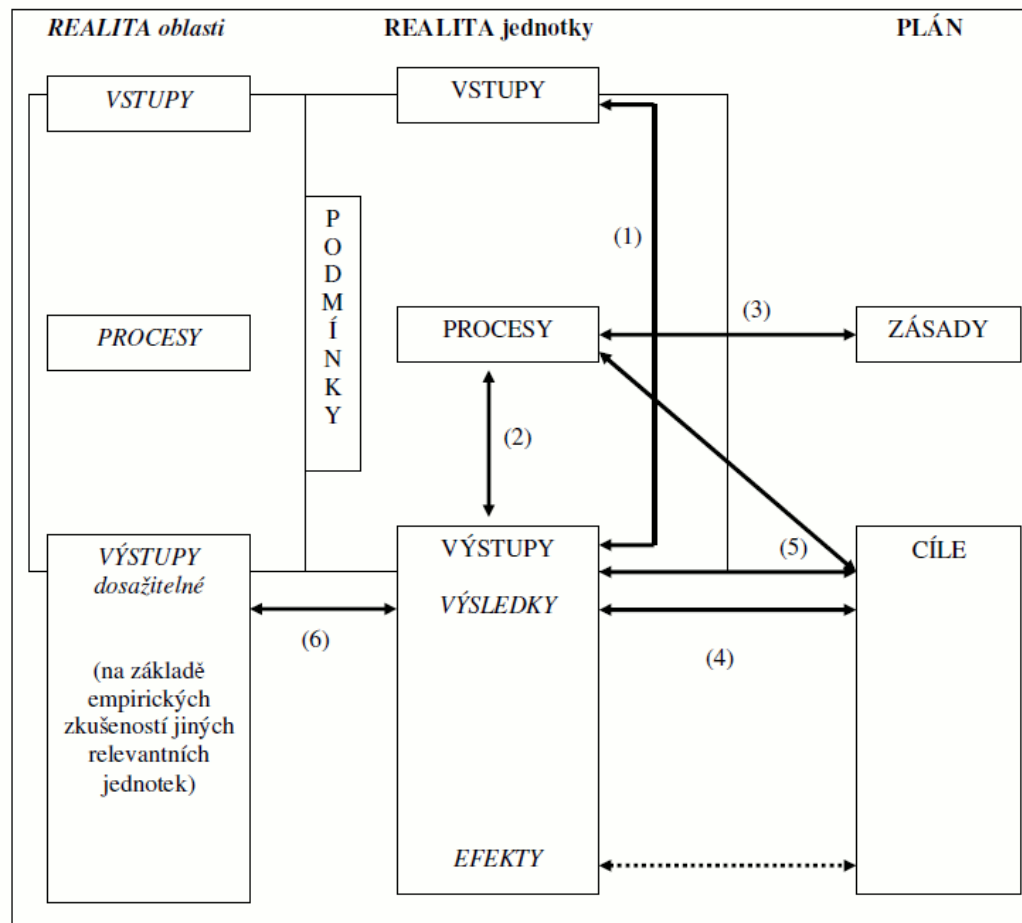 REALITA oblasti
REALITA jednotky
PLÁN
VSTUPY
VSTUPY
P
O
D
M
Í
N
K
Y
(1)
PROCESY
PROCESY
(3)
ZÁSADY
(2)
VÝSTUPY
dosažitelné
(na základě
empirických
zkušeností jiných
relevantních
jednotek)
(6)
VÝSTUPY
VÝSLEDKY
EFEKTY
(5)
(4)
CÍLE